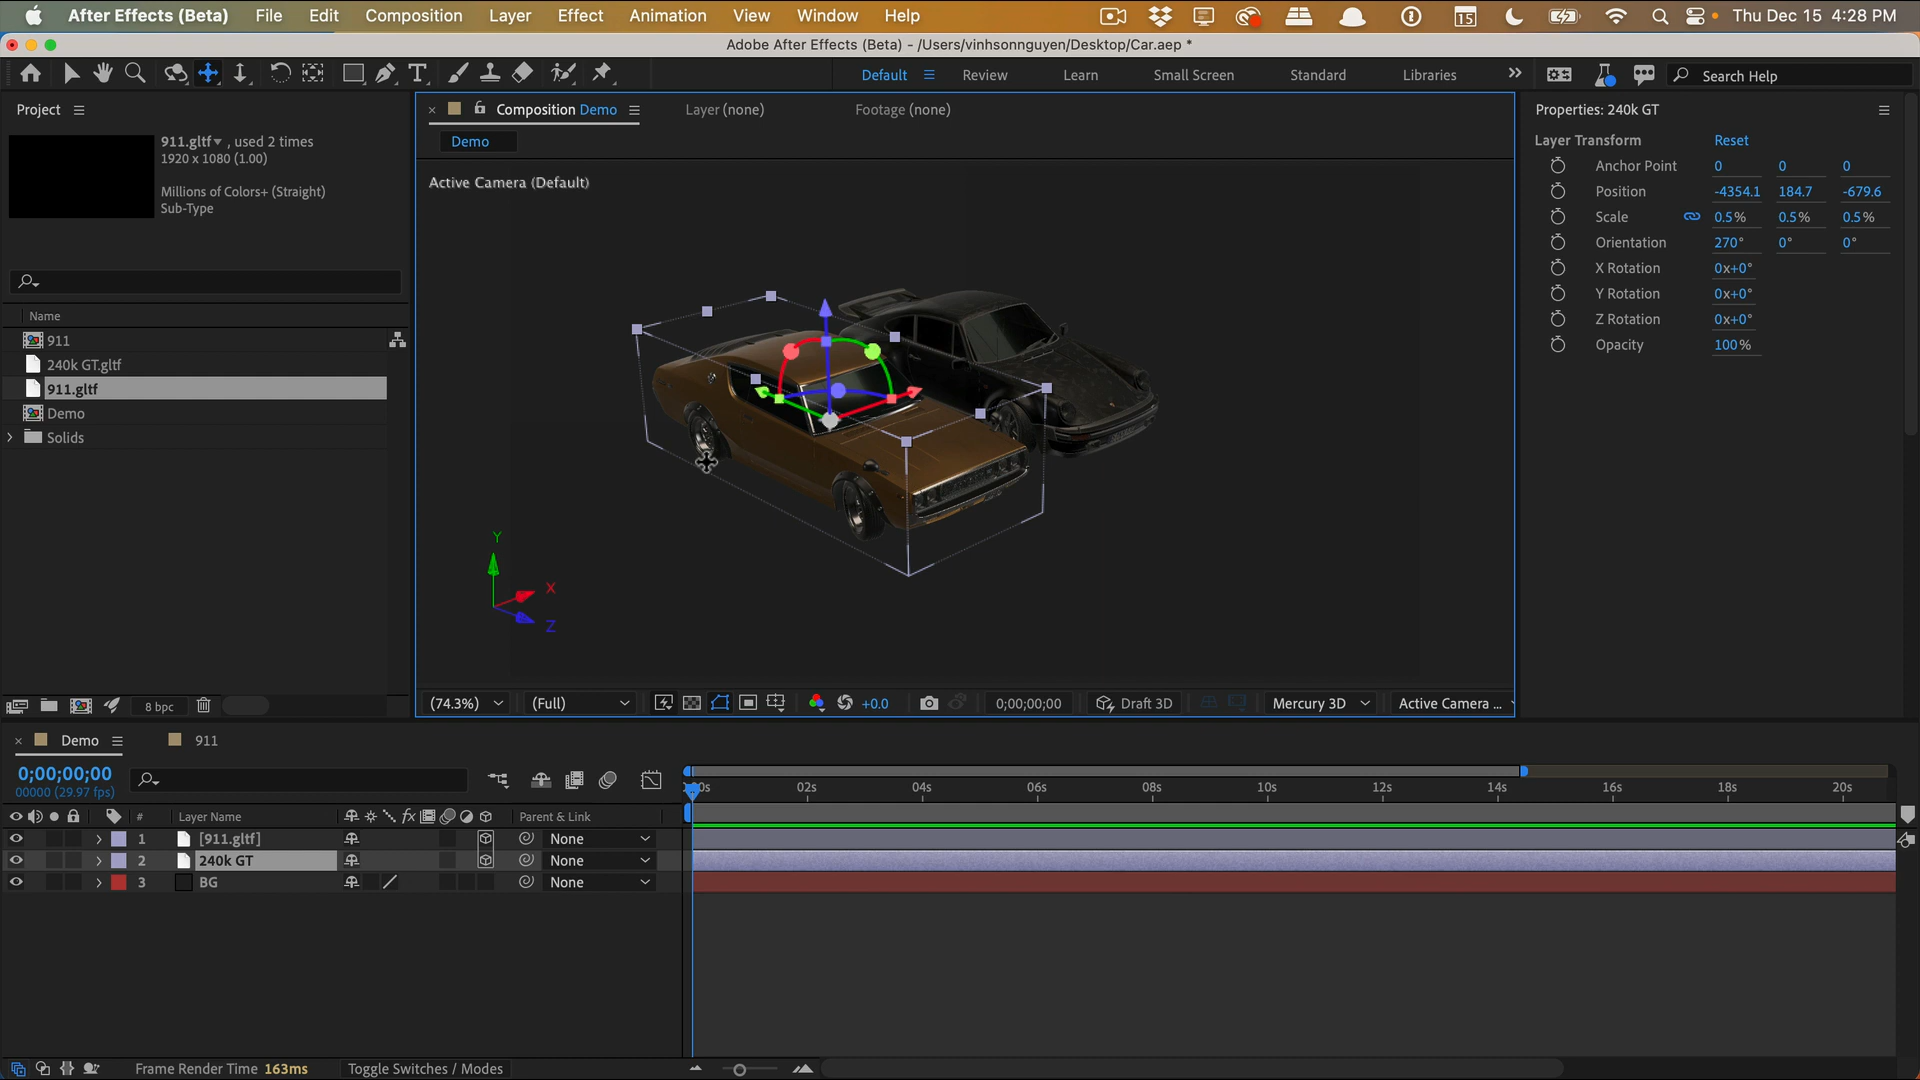 After Effects (Beta) File Edit Composition Layer Effect Animation View Window Help 15 Thu Dec 15 4:28 PM
Adobe After Effects (Beta) - /Users/vinhsonnguyen/Desktop/Car.aep *
Default Review Learn Small Screen Standard Libraries Search Help
Project
911.gltf , used 2 times
1920 x 1080 (1.00)
Millions of Colors+ (Straight)
Sub-Type
Name
911
240k GT.gltf
911.gltf
Demo
Solids
8 bpc
Composition Demo Layer (none) Footage (none)
Demo
Active Camera (Default)
Y
X
Z
(74.3%) (Full) +0.0 0;00;00;00 Draft 3D Mercury 3D Active Camera ...
Properties: 240k GT
Layer Transform Reset
Anchor Point 0 0 0
Position -4354.1 184.7 -679.6
Scale 0.5% 0.5% 0.5%
Orientation 270° 0° 0°
X Rotation 0x+0°
Y Rotation 0x+0°
Z Rotation 0x+0°
Opacity 100%
Demo 911
0;00;00;00
00000 (29.97 fps)
02s 04s 06s 08s 10s 12s 14s 16s 18s 20s
# Layer Name fx Parent & Link
1 [911.gltf] None
2 240k GT None
3 BG None
Frame Render Time 163ms Toggle Switches / Modes